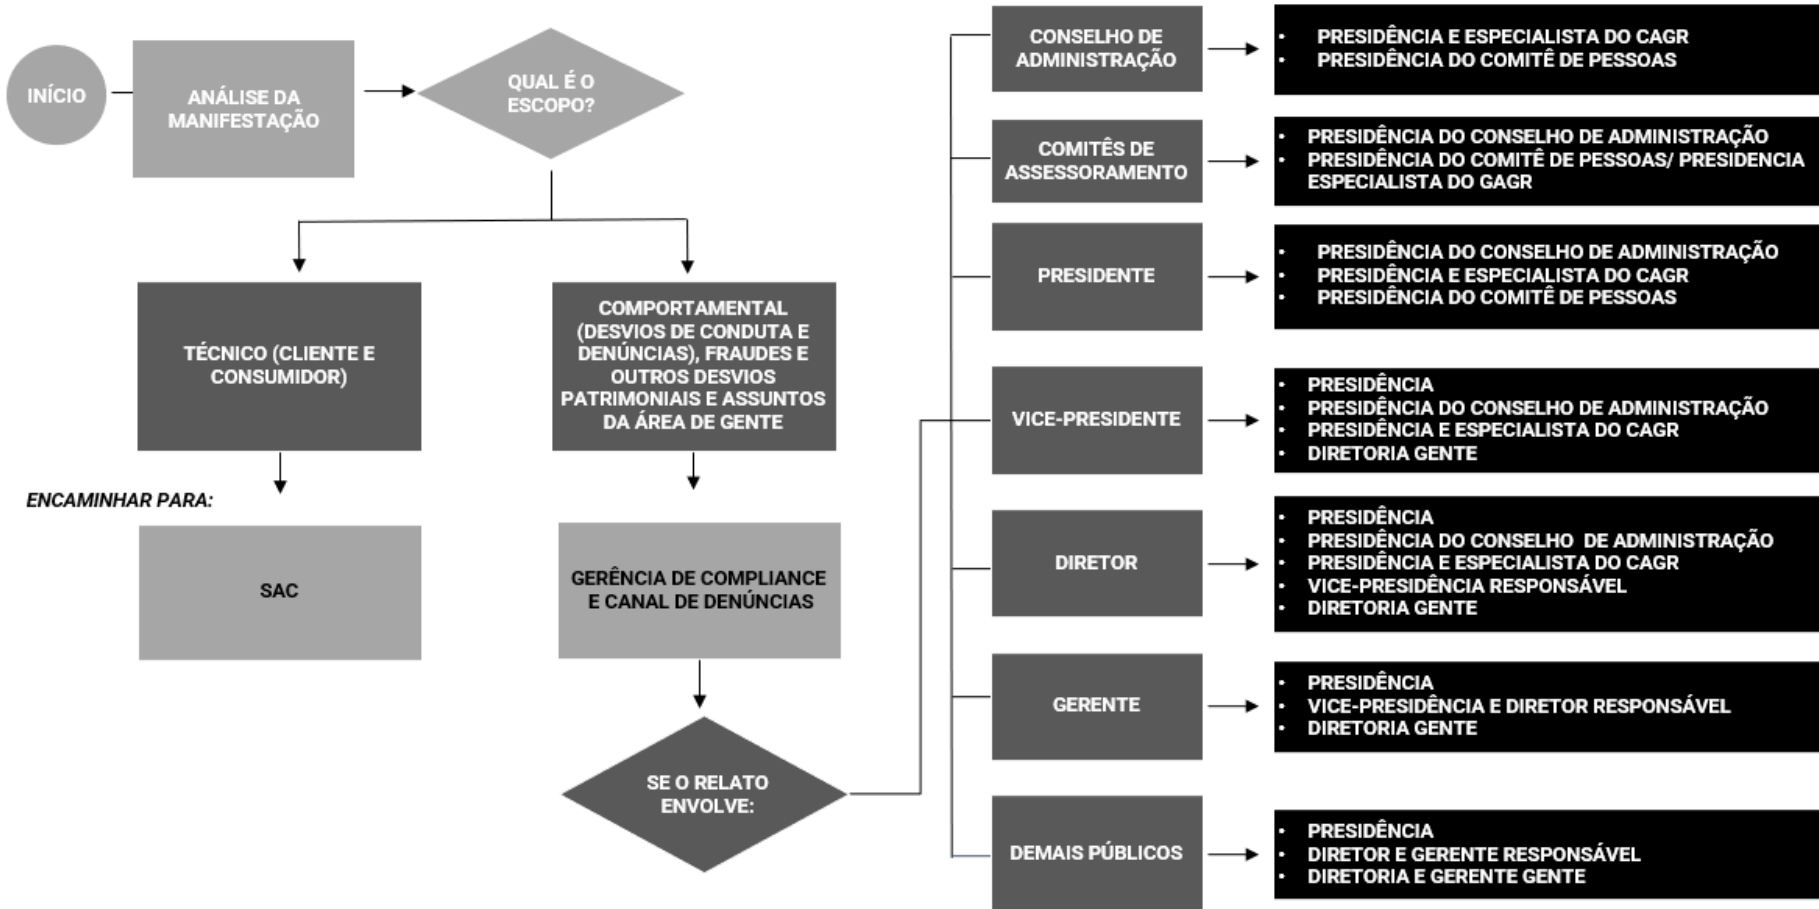 INÍCIO
ANÁLISE DA
MANIFESTAÇÃO
QUAL É O
ESCOPO?
TÉCNICO (CLIENTE E
CONSUMIDOR)
COMPORTAMENTAL
(DESVIOS DE CONDUTA E
DENÚNCIAS), FRAUDES E
OUTROS DESVIOS
PATRIMONIAIS E ASSUNTOS
DA ÁREA DE GENTE
ENCAMINHAR PARA:
SAC
GERÊNCIA DE COMPLIANCE
E CANAL DE DENÚNCIAS
SE O RELATO
ENVOLVE:
CONSELHO DE
ADMINISTRAÇÃO
• PRESIDÊNCIA E ESPECIALISTA DO CAGR
• PRESIDÊNCIA DO COMITÊ DE PESSOAS
COMITÊS DE
ASSESSORAMENTO
• PRESIDÊNCIA DO CONSELHO DE ADMINISTRAÇÃO
• PRESIDÊNCIA DO COMITÊ DE PESSOAS/ PRESIDENCIA
ESPECIALISTA DO GAGR
PRESIDENTE
• PRESIDÊNCIA DO CONSELHO DE ADMINISTRAÇÃO
• PRESIDÊNCIA E ESPECIALISTA DO CAGR
• PRESIDÊNCIA DO COMITÊ DE PESSOAS
VICE-PRESIDENTE
• PRESIDÊNCIA
• PRESIDÊNCIA DO CONSELHO DE ADMINISTRAÇÃO
• PRESIDÊNCIA E ESPECIALISTA DO CAGR
• DIRETORIA GENTE
DIRETOR
• PRESIDÊNCIA
• PRESIDÊNCIA DO CONSELHO DE ADMINISTRAÇÃO
• PRESIDÊNCIA E ESPECIALISTA DO CAGR
• VICE-PRESIDÊNCIA RESPONSÁVEL
• DIRETORIA GENTE
GERENTE
• PRESIDÊNCIA
• VICE-PRESIDÊNCIA E DIRETOR RESPONSÁVEL
• DIRETORIA GENTE
DEMAIS PÚBLICOS
• PRESIDÊNCIA
• DIRETOR E GERENTE RESPONSÁVEL
• DIRETORIA E GERENTE GENTE